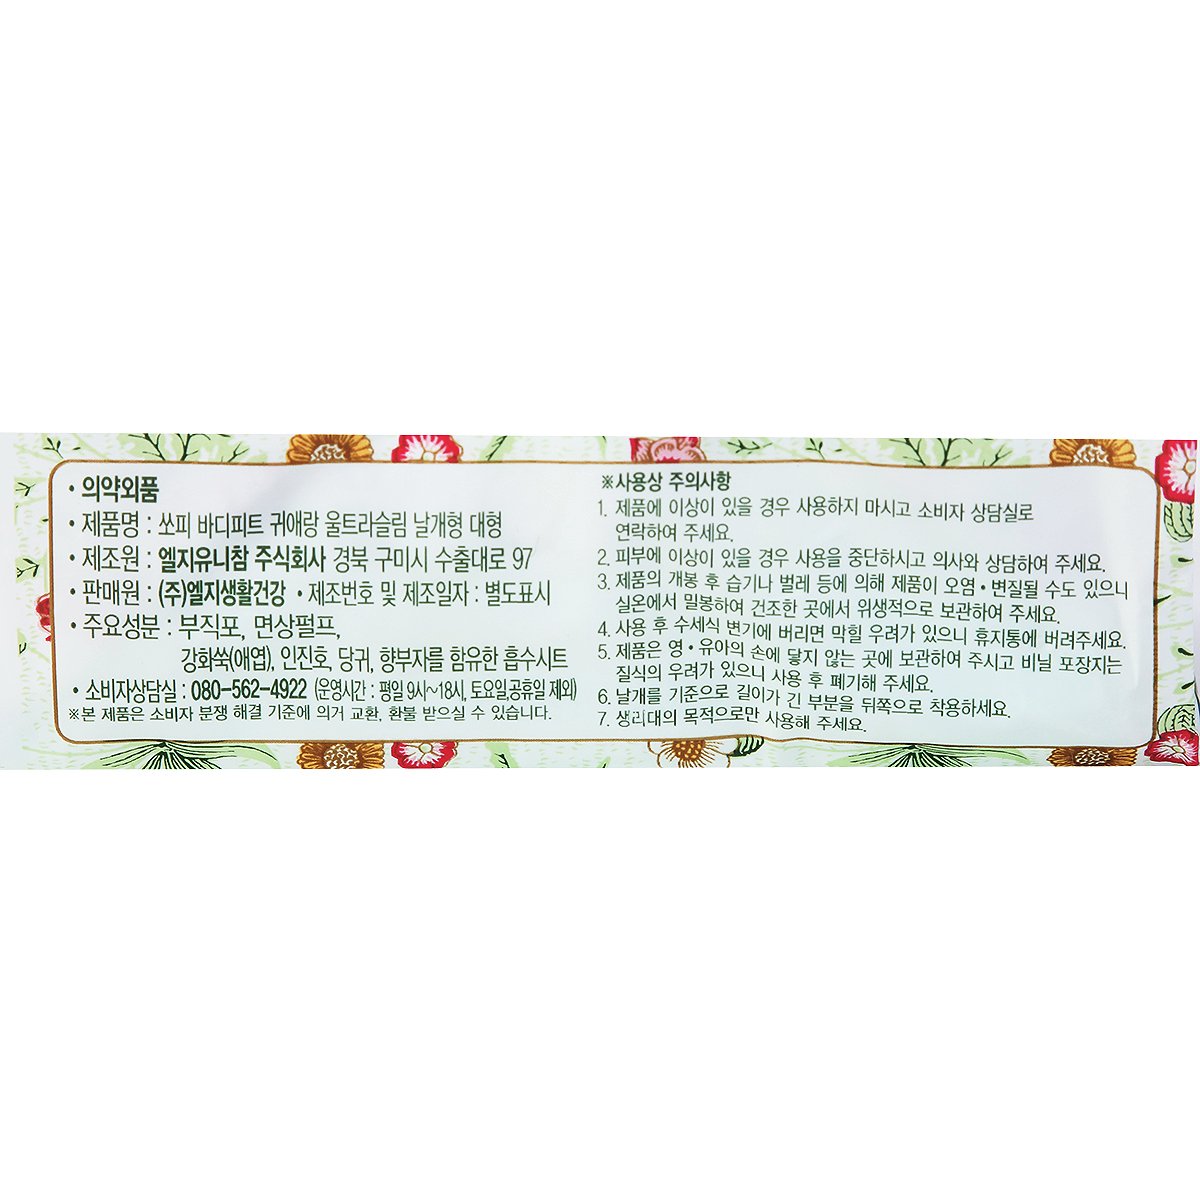 • 의약외품
• 제품명 : 쏘피 바디피트 귀애랑 울트라슬림 날개형 대형
• 제조원 : 엘지유니참 주식회사 경북 구미시 수출대로 97
• 판매원 : (주)엘지생활건강 • 제조번호 및 제조일자 : 별도표시
• 주요성분 : 부직포, 면상펄프,
강화쑥(애엽), 인진호, 당귀, 향부자를 함유한 흡수시트
• 소비자상담실 : 080-562-4922 (운영시간 : 평일 9시~18시, 토요일,공휴일 제외)
※본 제품은 소비자 분쟁 해결 기준에 의거 교환, 환불 받으실 수 있습니다.
※사용상 주의사항
1. 제품에 이상이 있을 경우 사용하지 마시고 소비자 상담실로
연락하여 주세요.
2. 피부에 이상이 있을 경우 사용을 중단하시고 의사와 상담하여 주세요.
3. 제품의 개봉 후 습기나 벌레 등에 의해 제품이 오염•변질될 수도 있으니
실온에서 밀봉하여 건조한 곳에서 위생적으로 보관하여 주세요.
4. 사용 후 수세식 변기에 버리면 막힐 우려가 있으니 휴지통에 버려주세요.
5. 제품은 영•유아의 손에 닿지 않는 곳에 보관하여 주시고 비닐 포장지는
질식의 우려가 있으니 사용 후 폐기해 주세요.
6. 날개를 기준으로 길이가 긴 부분을 뒤쪽으로 착용하세요.
7. 생리대의 목적으로만 사용해 주세요.